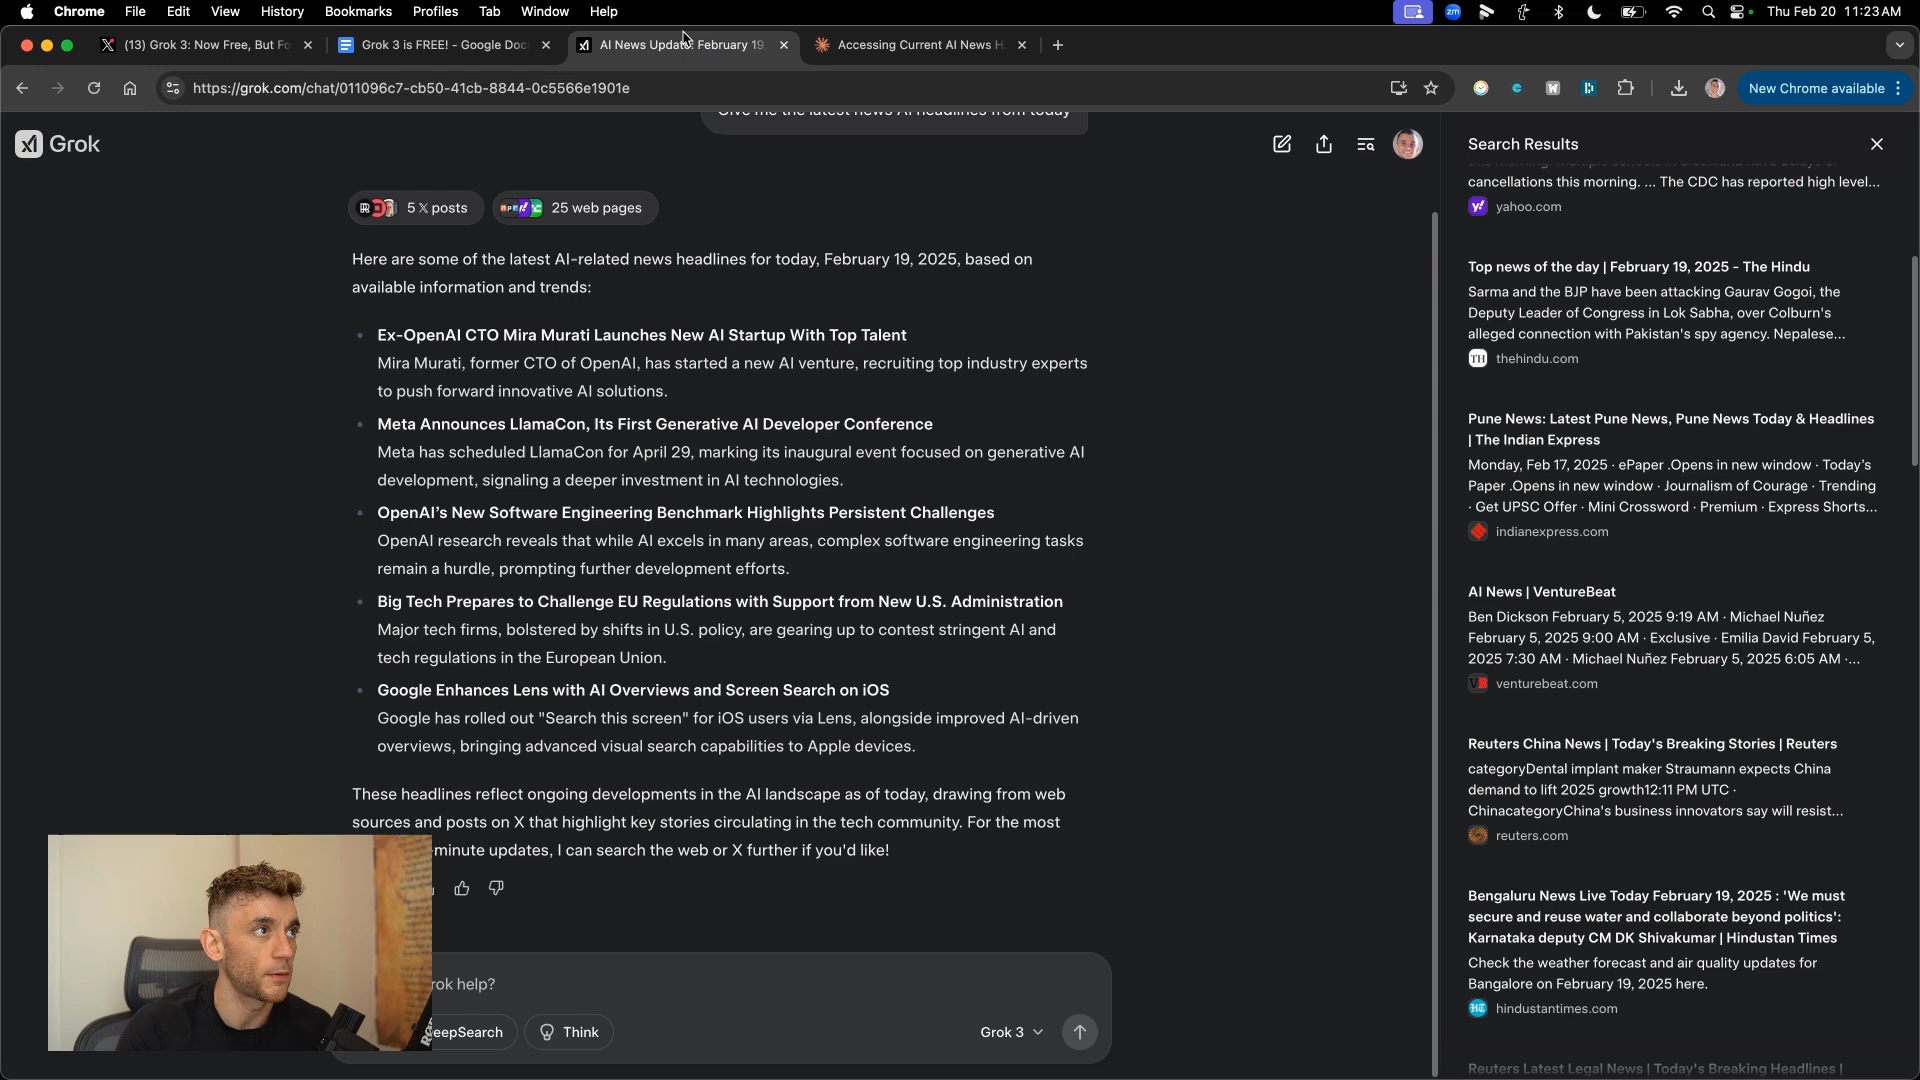 Chrome File Edit View History Bookmarks Profiles Tab Window Help
zm Thu Feb 20 11:23 AM
(13) Grok 3: Now Free, But Fo
Grok 3 is FREE! - Google Doc
AI News Update: February 19,
Accessing Current AI News H
https://grok.com/chat/011096c7-cb50-41cb-8844-0c5566e1901e
New Chrome available
Grok
Give me the latest news AI headlines from today
5 𝕏 posts
25 web pages
Here are some of the latest AI-related news headlines for today, February 19, 2025, based on
available information and trends:
Ex-OpenAI CTO Mira Murati Launches New AI Startup With Top Talent
Mira Murati, former CTO of OpenAI, has started a new AI venture, recruiting top industry experts
to push forward innovative AI solutions.
Meta Announces LlamaCon, Its First Generative AI Developer Conference
Meta has scheduled LlamaCon for April 29, marking its inaugural event focused on generative AI
development, signaling a deeper investment in AI technologies.
OpenAI’s New Software Engineering Benchmark Highlights Persistent Challenges
OpenAI research reveals that while AI excels in many areas, complex software engineering tasks
remain a hurdle, prompting further development efforts.
Big Tech Prepares to Challenge EU Regulations with Support from New U.S. Administration
Major tech firms, bolstered by shifts in U.S. policy, are gearing up to contest stringent AI and
tech regulations in the European Union.
Google Enhances Lens with AI Overviews and Screen Search on iOS
Google has rolled out "Search this screen" for iOS users via Lens, alongside improved AI-driven
overviews, bringing advanced visual search capabilities to Apple devices.
These headlines reflect ongoing developments in the AI landscape as of today, drawing from web
sources and posts on X that highlight key stories circulating in the tech community. For the most
-minute updates, I can search the web or X further if you'd like!
rok help?
eepSearch
Think
Grok 3
Search Results
cancellations this morning. ... The CDC has reported high level...
yahoo.com
Top news of the day | February 19, 2025 - The Hindu
Sarma and the BJP have been attacking Gaurav Gogoi, the
Deputy Leader of Congress in Lok Sabha, over Colburn's
alleged connection with Pakistan's spy agency. Nepalese...
TH thehindu.com
Pune News: Latest Pune News, Pune News Today & Headlines
| The Indian Express
Monday, Feb 17, 2025 · ePaper .Opens in new window · Today’s
Paper .Opens in new window · Journalism of Courage · Trending
· Get UPSC Offer · Mini Crossword · Premium · Express Shorts...
indianexpress.com
AI News | VentureBeat
Ben Dickson February 5, 2025 9:19 AM · Michael Nuñez
February 5, 2025 9:00 AM · Exclusive · Emilia David February 5,
2025 7:30 AM · Michael Nuñez February 5, 2025 6:05 AM ·...
VB venturebeat.com
Reuters China News | Today's Breaking Stories | Reuters
categoryDental implant maker Straumann expects China
demand to lift 2025 growth12:11 PM UTC ·
ChinacategoryChina's business innovators say will resist...
reuters.com
Bengaluru News Live Today February 19, 2025 : 'We must
secure and reuse water and collaborate beyond politics':
Karnataka deputy CM DK Shivakumar | Hindustan Times
Check the weather forecast and air quality updates for
Bangalore on February 19, 2025 here.
HT hindustantimes.com
Reuters Latest Legal News | Today's Breaking Headlines |